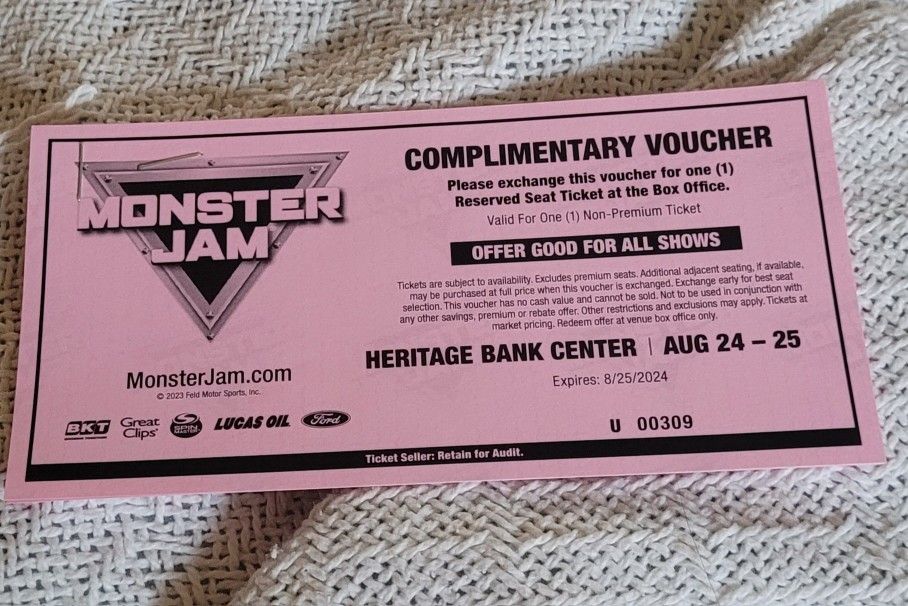 MONSTER
JAM
MonsterJam.com
© 2023 Feld Motor Sports, Inc.
BKT
Great
Clips
SPIN
MASTER
LUCAS OIL
Ford
COMPLIMENTARY VOUCHER
Please exchange this voucher for one (1)
Reserved Seat Ticket at the Box Office.
Valid For One (1) Non-Premium Ticket
OFFER GOOD FOR ALL SHOWS
Tickets are subject to availability. Excludes premium seats. Additional adjacent seating, if available,
may be purchased at full price when this voucher is exchanged. Exchange early for best seat
selection. This voucher has no cash value and cannot be sold. Not to be used in conjunction with
any other savings, premium or rebate offer. Other restrictions and exclusions may apply. Tickets at
market pricing. Redeem offer at venue box office only.
HERITAGE BANK CENTER | AUG 24 – 25
Expires: 8/25/2024
U 00309
Ticket Seller: Retain for Audit.